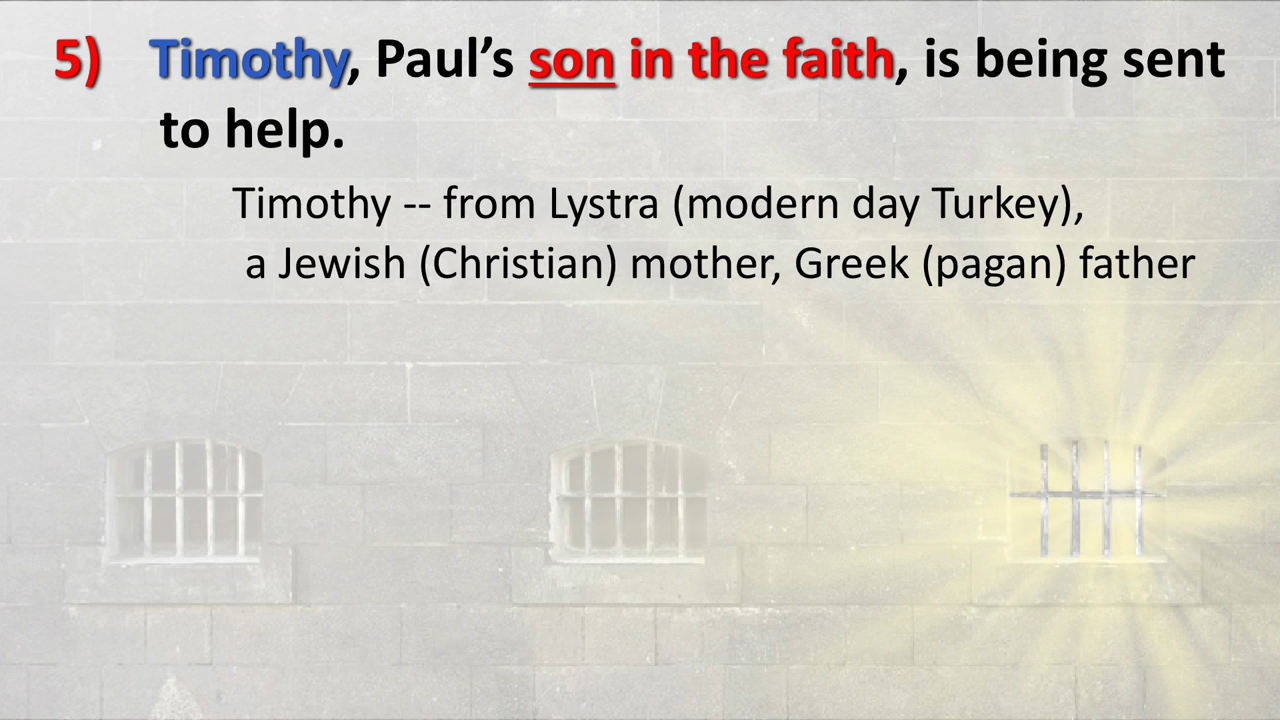 5) Timothy, Paul’s son in the faith, is being sent
to help.
Timothy -- from Lystra (modern day Turkey),
a Jewish (Christian) mother, Greek (pagan) father